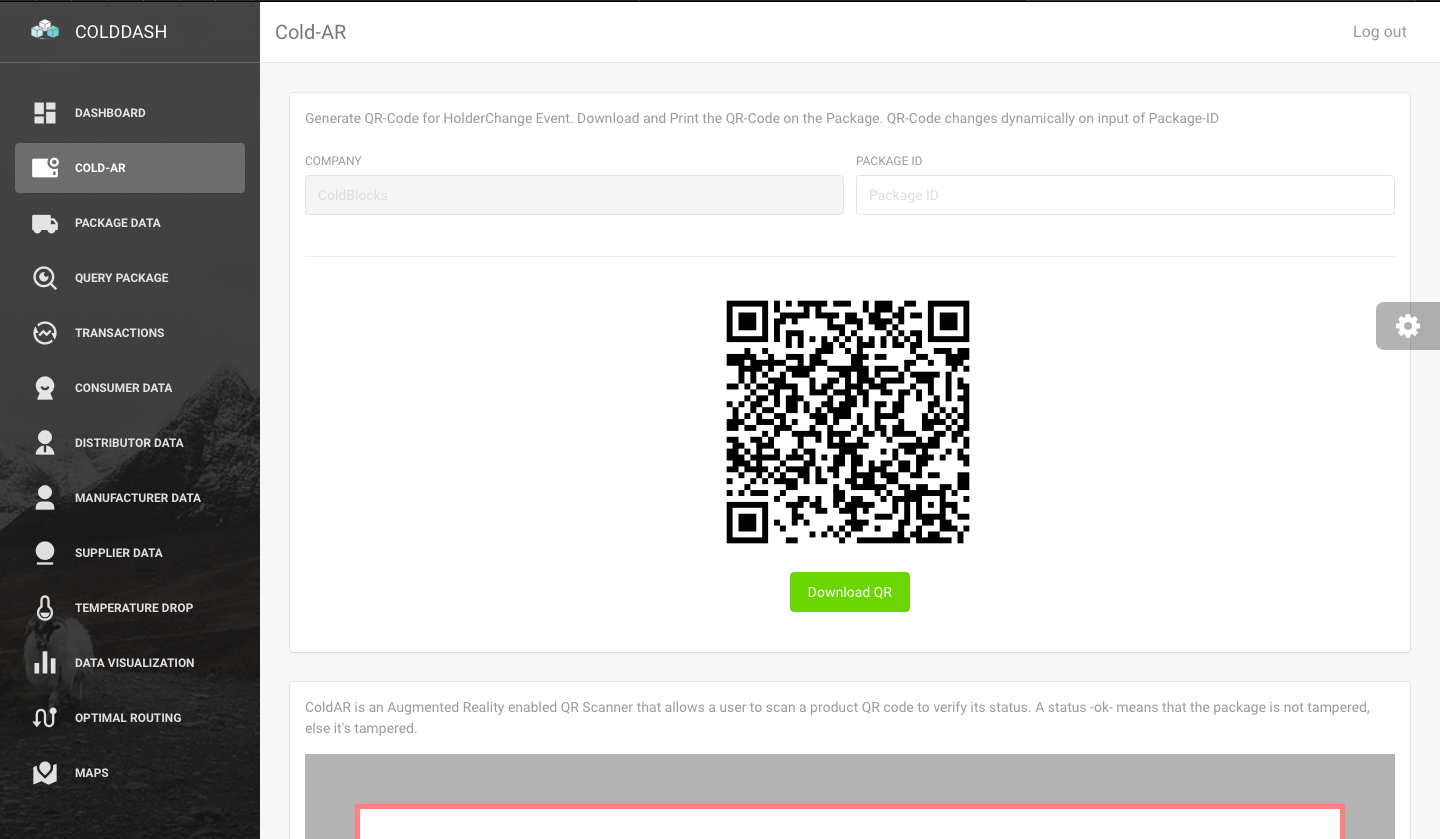 COLDDASH
Cold-AR
Log out
DASHBOARD
COLD-AR
PACKAGE DATA
QUERY PACKAGE
TRANSACTIONS
CONSUMER DATA
DISTRIBUTOR DATA
MANUFACTURER DATA
SUPPLIER DATA
TEMPERATURE DROP
DATA VISUALIZATION
OPTIMAL ROUTING
MAPS
Generate QR-Code for HolderChange Event. Download and Print the QR-Code on the Package. QR-Code changes dynamically on input of Package-ID
COMPANY
ColdBlocks
PACKAGE ID
Package ID
Download QR
ColdAR is an Augmented Reality enabled QR Scanner that allows a user to scan a product QR code to verify its status. A status -ok- means that the package is not tampered,
else it's tampered.